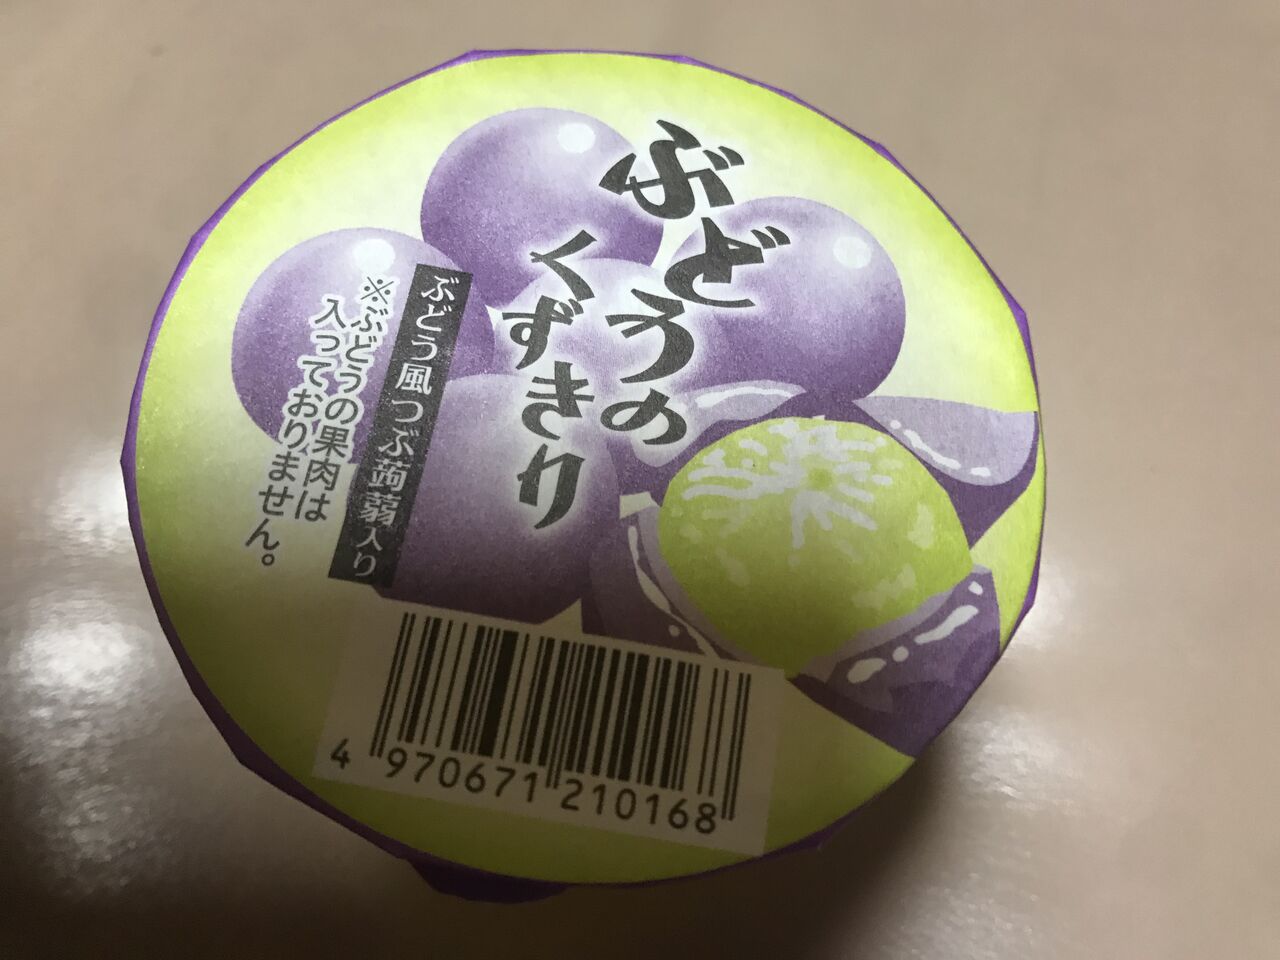 ぶどうの
くずきり
ぶどう風つぶ蒟蒻入り
※ぶどうの果肉は
入っておりません。
4 970671 210168